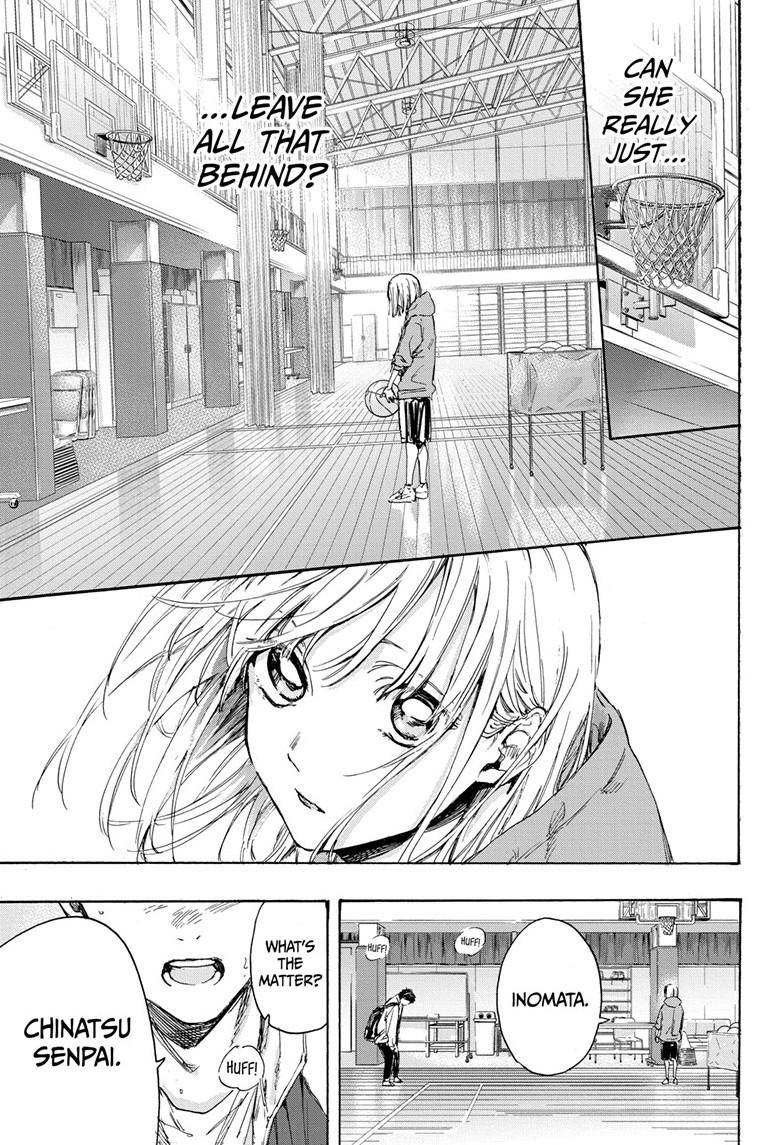 CAN
SHE
REALLY
JUST...
...LEAVE
ALL THAT
BEHIND?
INOMATA.
HUFF!
HUFF!
WHAT'S
THE
MATTER?
HUFF!
CHINATSU
SENPAI.